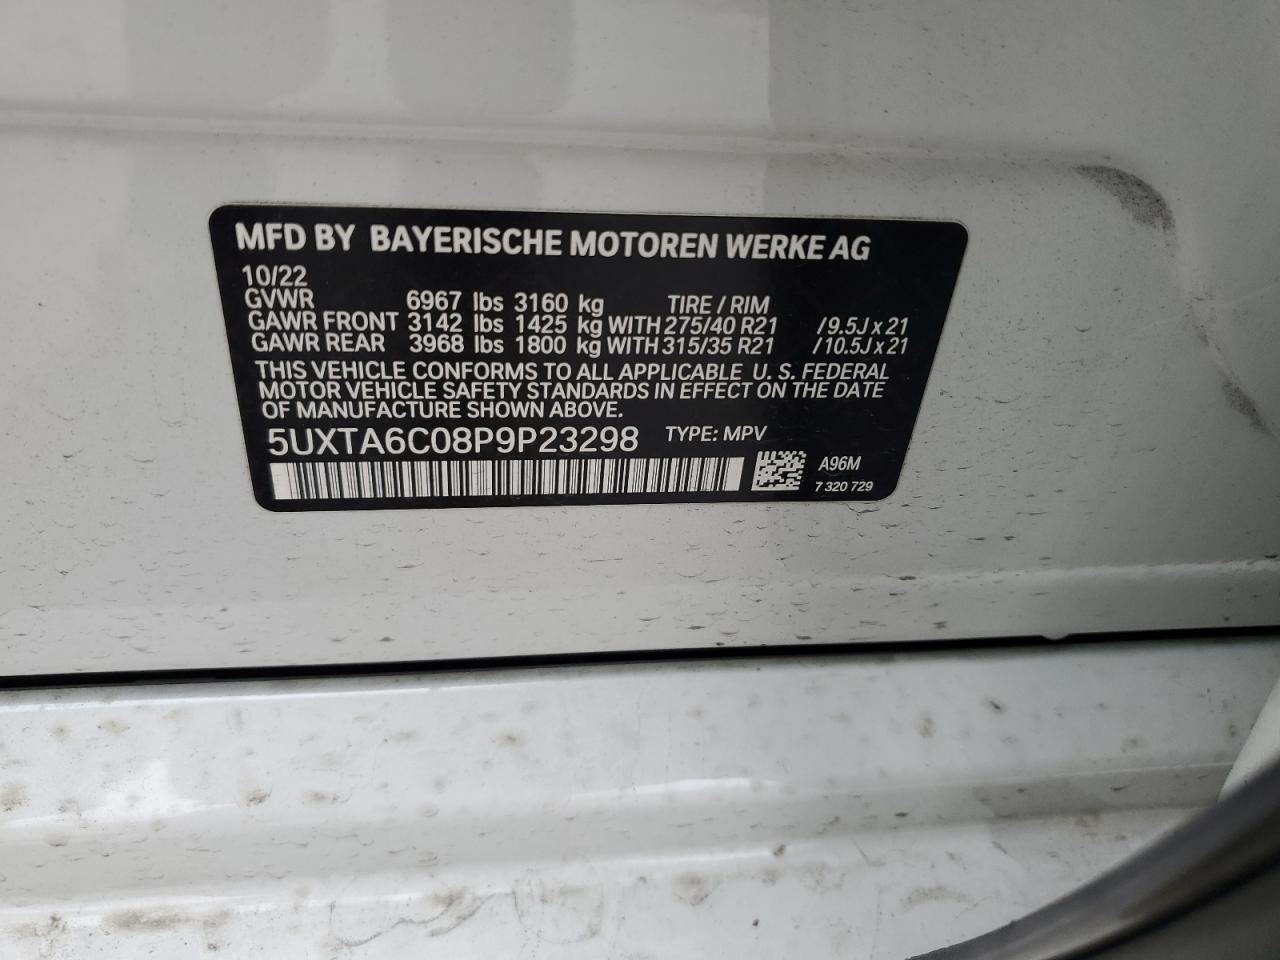 MFD BY BAYERISCHE MOTOREN WERKE AG
10/22
GVWR 6967 lbs 3160 kg TIRE / RIM
GAWR FRONT 3142 lbs 1425 kg WITH 275/40 R21 / 9.5J x 21
GAWR REAR 3968 lbs 1800 kg WITH 315/35 R21 / 10.5J x 21
THIS VEHICLE CONFORMS TO ALL APPLICABLE U. S. FEDERAL
MOTOR VEHICLE SAFETY STANDARDS IN EFFECT ON THE DATE
OF MANUFACTURE SHOWN ABOVE.
5UXTA6C08P9P23298 TYPE: MPV
A96M
7 320 729